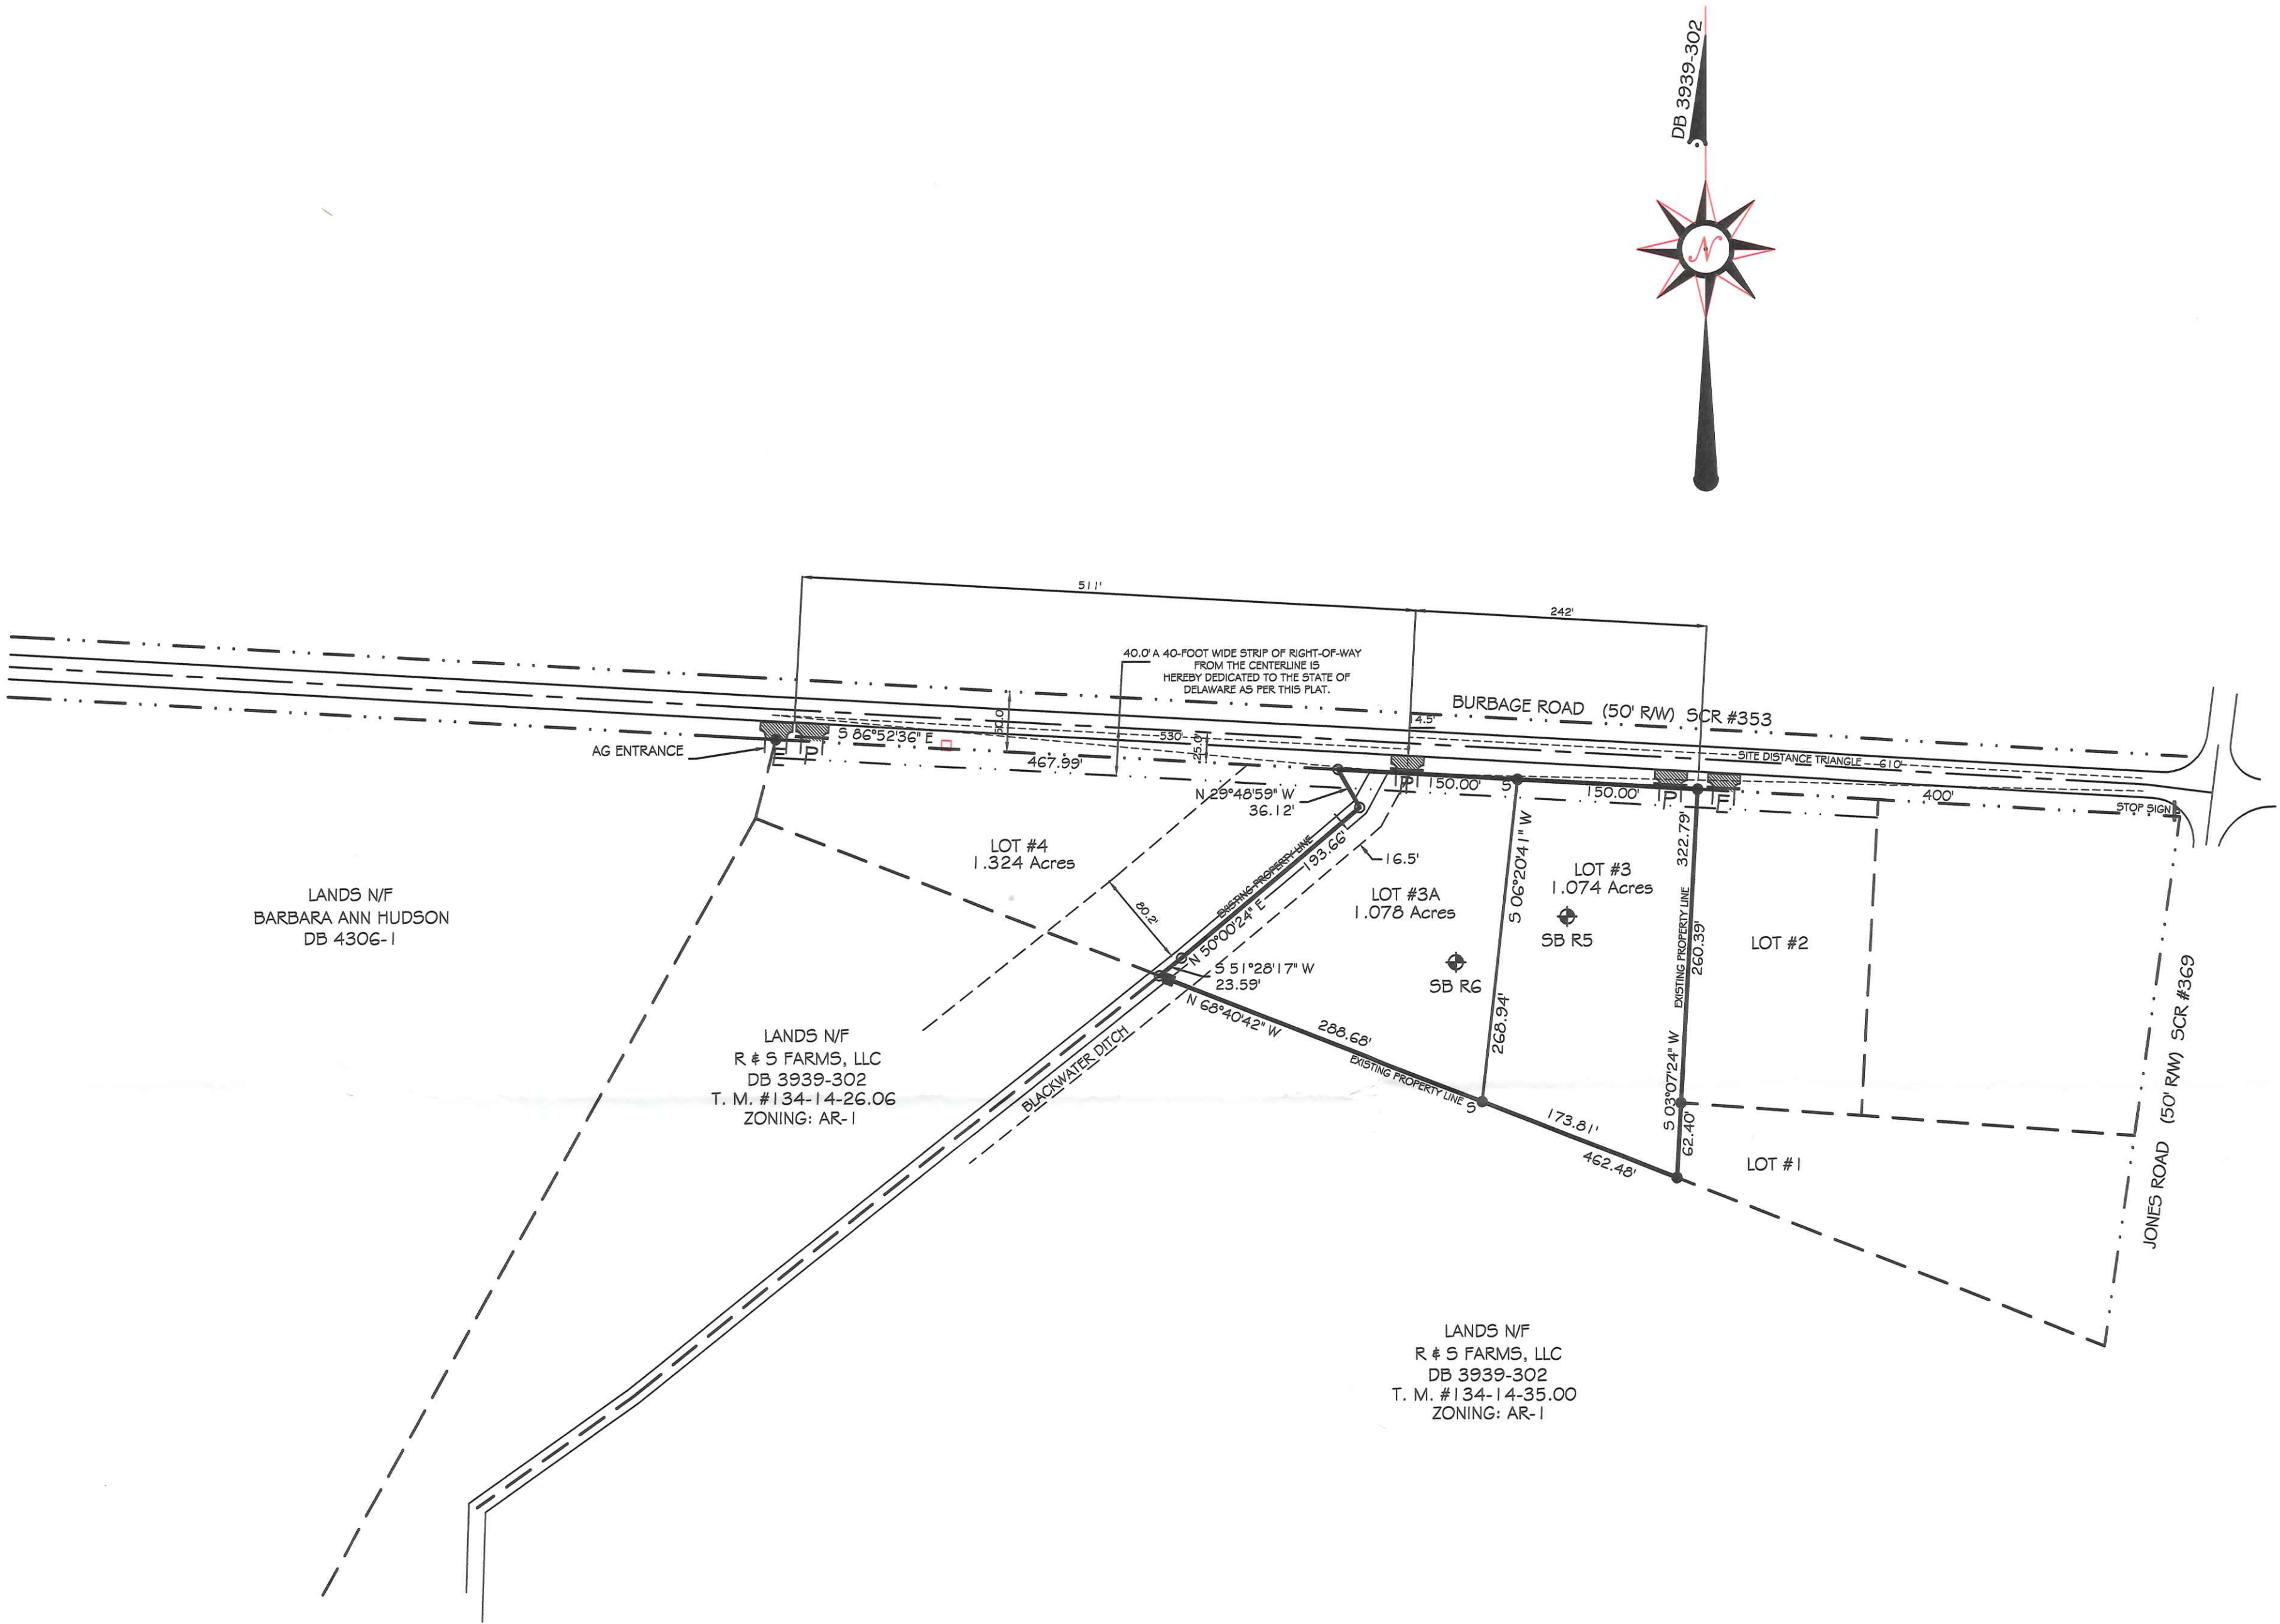 DB 3939-302
N
511'
242'
40.0' A 40-FOOT WIDE STRIP OF RIGHT-OF-WAY
FROM THE CENTERLINE IS
HEREBY DEDICATED TO THE STATE OF
DELAWARE AS PER THIS PLAT.
BURBAGE ROAD (50' R/W) SCR #353
14.5'
50.0'
530'
25.0'
AG ENTRANCE
S 86°52'36" E
467.99'
E
P
SITE DISTANCE TRIANGLE - 610'
N 29°48'59" W
36.12'
P
150.00'
S
150.00'
P
E
400'
STOP SIGN
LOT #4
1.324 Acres
EXISTING PROPERTY LINE
193.66'
N 50°00'24" E
16.5'
80.2'
LOT #3A
1.078 Acres
SB R6
S 06°20'41" W
268.94'
LOT #3
1.074 Acres
SB R5
322.79'
EXISTING PROPERTY LINE
260.39'
S 03°07'24" W
62.40'
LOT #2
LANDS N/F
BARBARA ANN HUDSON
DB 4306-1
S 51°28'17" W
23.59'
N 68°40'42" W
288.68'
EXISTING PROPERTY LINE
S
173.81'
462.48'
LOT #1
JONES ROAD (50' R/W) SCR #369
LANDS N/F
R & S FARMS, LLC
DB 3939-302
T. M. #134-14-26.06
ZONING: AR-1
BLACKWATER DITCH
LANDS N/F
R & S FARMS, LLC
DB 3939-302
T. M. #134-14-35.00
ZONING: AR-1